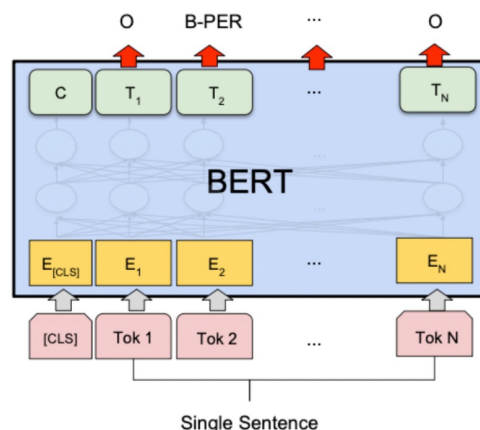 O B-PER ... O
C T1 T2 ... TN
...
BERT
...
E[CLS] E1 E2 ... EN
[CLS] Tok 1 Tok 2 ... Tok N
Single Sentence